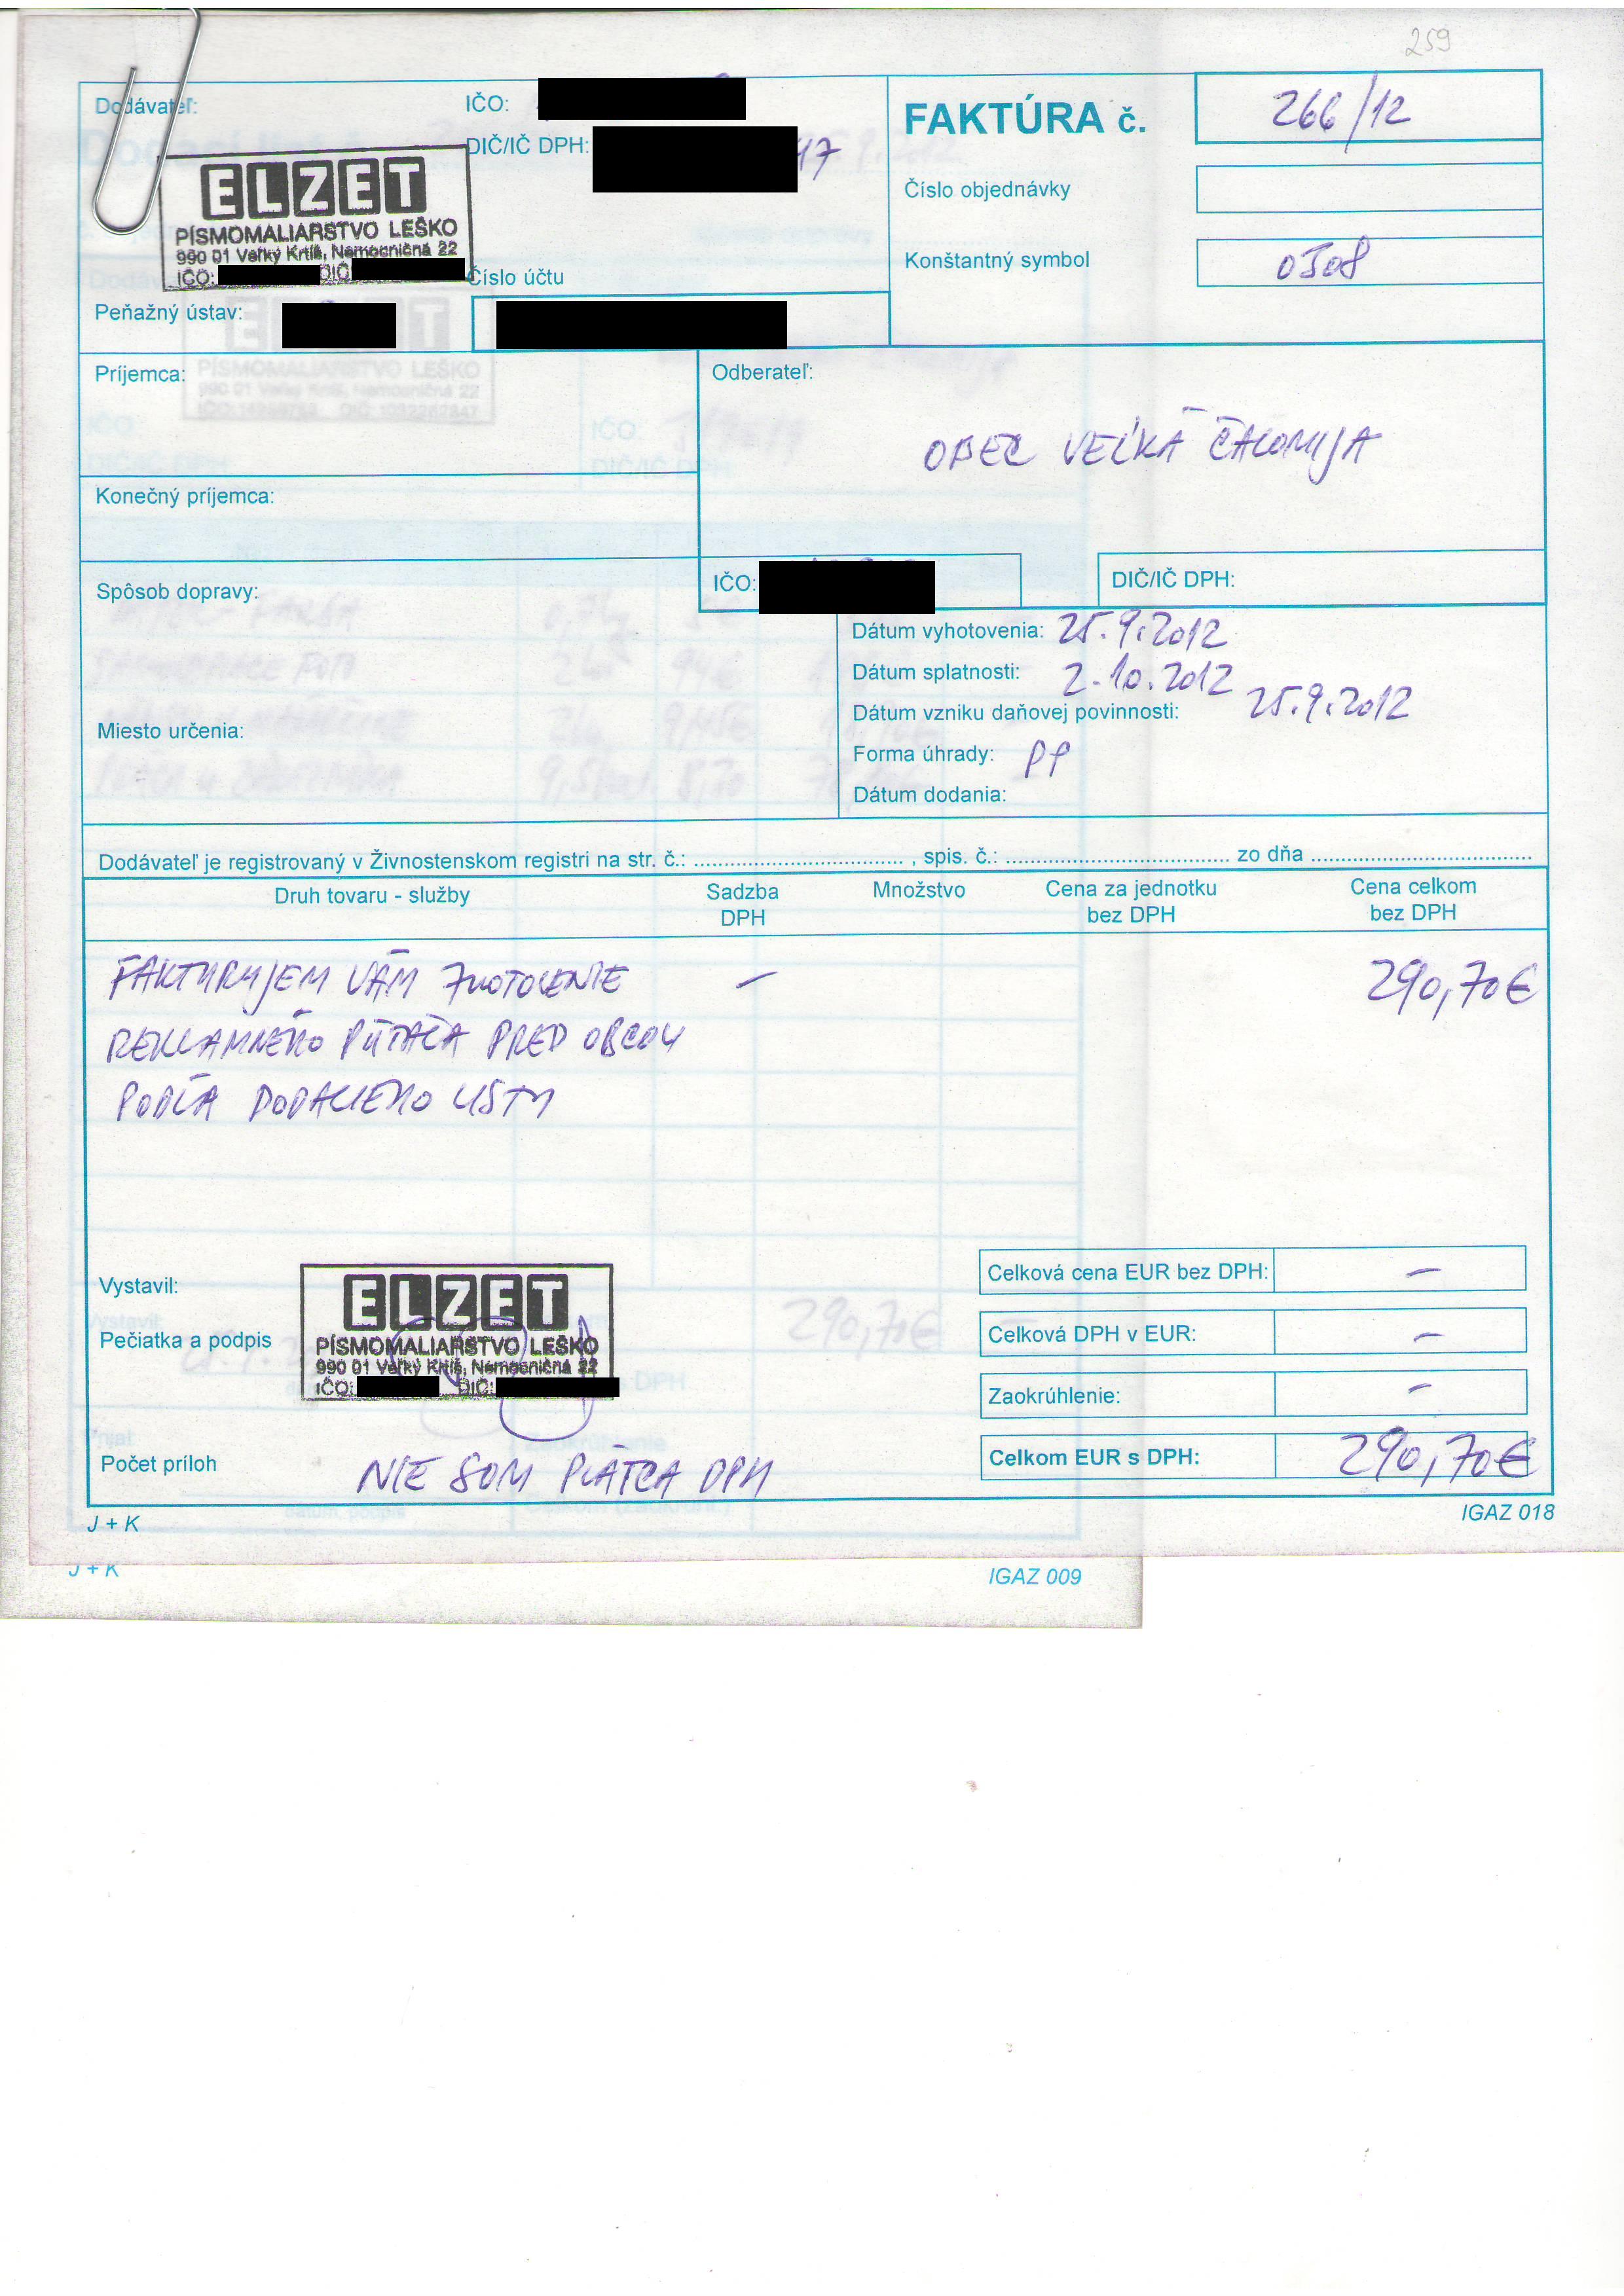 259
Dodávateľ:
IČO:
FAKTÚRA č.
266/12
DIČ/IČ DPH:
47
ELZET
PÍSMOMALIARSTVO LEŠKO
990 01 Veľký Krtíš, Nemocničná 22
IČO: DIČ
Číslo objednávky
Konštantný symbol
0308
Číslo účtu
Peňažný ústav:
Príjemca:
Odberateľ:
OBEC VEĽKÁ ČALOMIJA
Konečný príjemca:
IČO:
DIČ/IČ DPH:
Spôsob dopravy:
Dátum vyhotovenia: 25.9.2012
Dátum splatnosti: 2.10.2012
Dátum vzniku daňovej povinnosti: 25.9.2012
Miesto určenia:
Forma úhrady: PP
Dátum dodania:
Dodávateľ je registrovaný v Živnostenskom registri na str. č.: , spis. č.: zo dňa
Druh tovaru - služby Sadzba DPH Množstvo Cena za jednotku bez DPH Cena celkom bez DPH
FAKTURUJEM VÁM ZHOTOVENIE — 290,70€
REKLAMNÉHO PÚTAČA PRED OBCOU
PODĽA DODACIEHO LISTU
Vystavil:
Pečiatka a podpis
ELZET
PÍSMOMALIARSTVO LEŠKO
990 01 Veľký Krtíš, Nemocničná 22
IČO: DIČ:
Celková cena EUR bez DPH: —
Celková DPH v EUR: —
Zaokrúhlenie: —
Celkom EUR s DPH: 290,70€
Počet príloh
NIE SOM PLÁTCA DPH
J + K
IGAZ 018
J + K
IGAZ 009